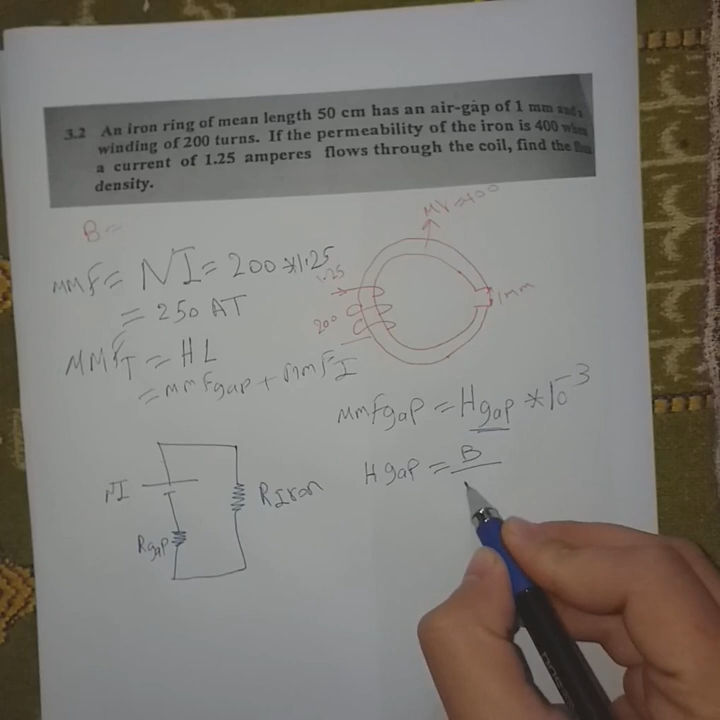 3.2 An iron ring of mean length 50 cm has an air-gap of 1 mm and a
winding of 200 turns. If the permeability of the iron is 400 when
a current of 1.25 amperes flows through the coil, find the flux
density.
B=
Mr=400
mmf = NI = 200*1.25
= 250 AT
1.25
200
1mm
MMFT = HL
= mmfgap + mmFI
mmfgap = Hgap * 10^-3
Hgap = B
NI
RIron
Rgap